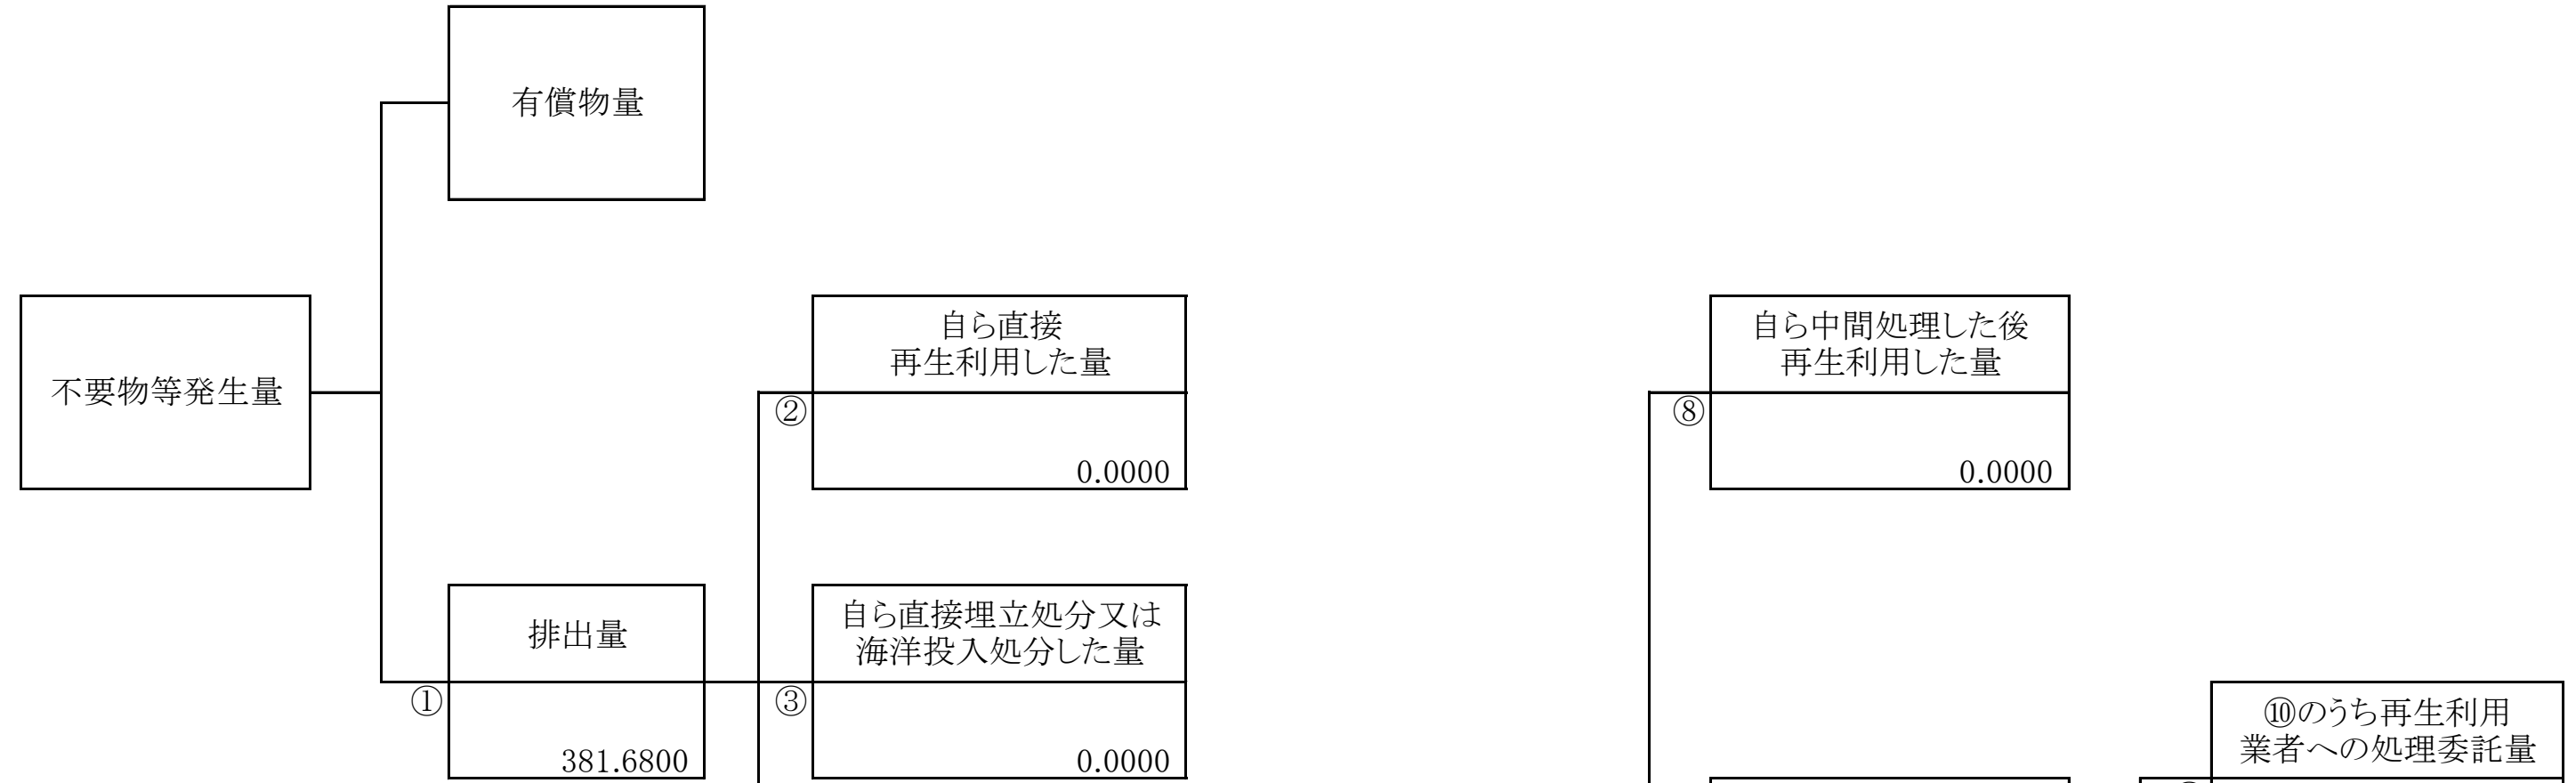 有償物量
不要物等発生量
自ら直接
再生利用した量
②
0.0000
自ら中間処理した後
再生利用した量
⑧
0.0000
排出量
①
381.6800
自ら直接埋立処分又は
海洋投入処分した量
③
0.0000
⑩のうち再生利用
業者への処理委託量